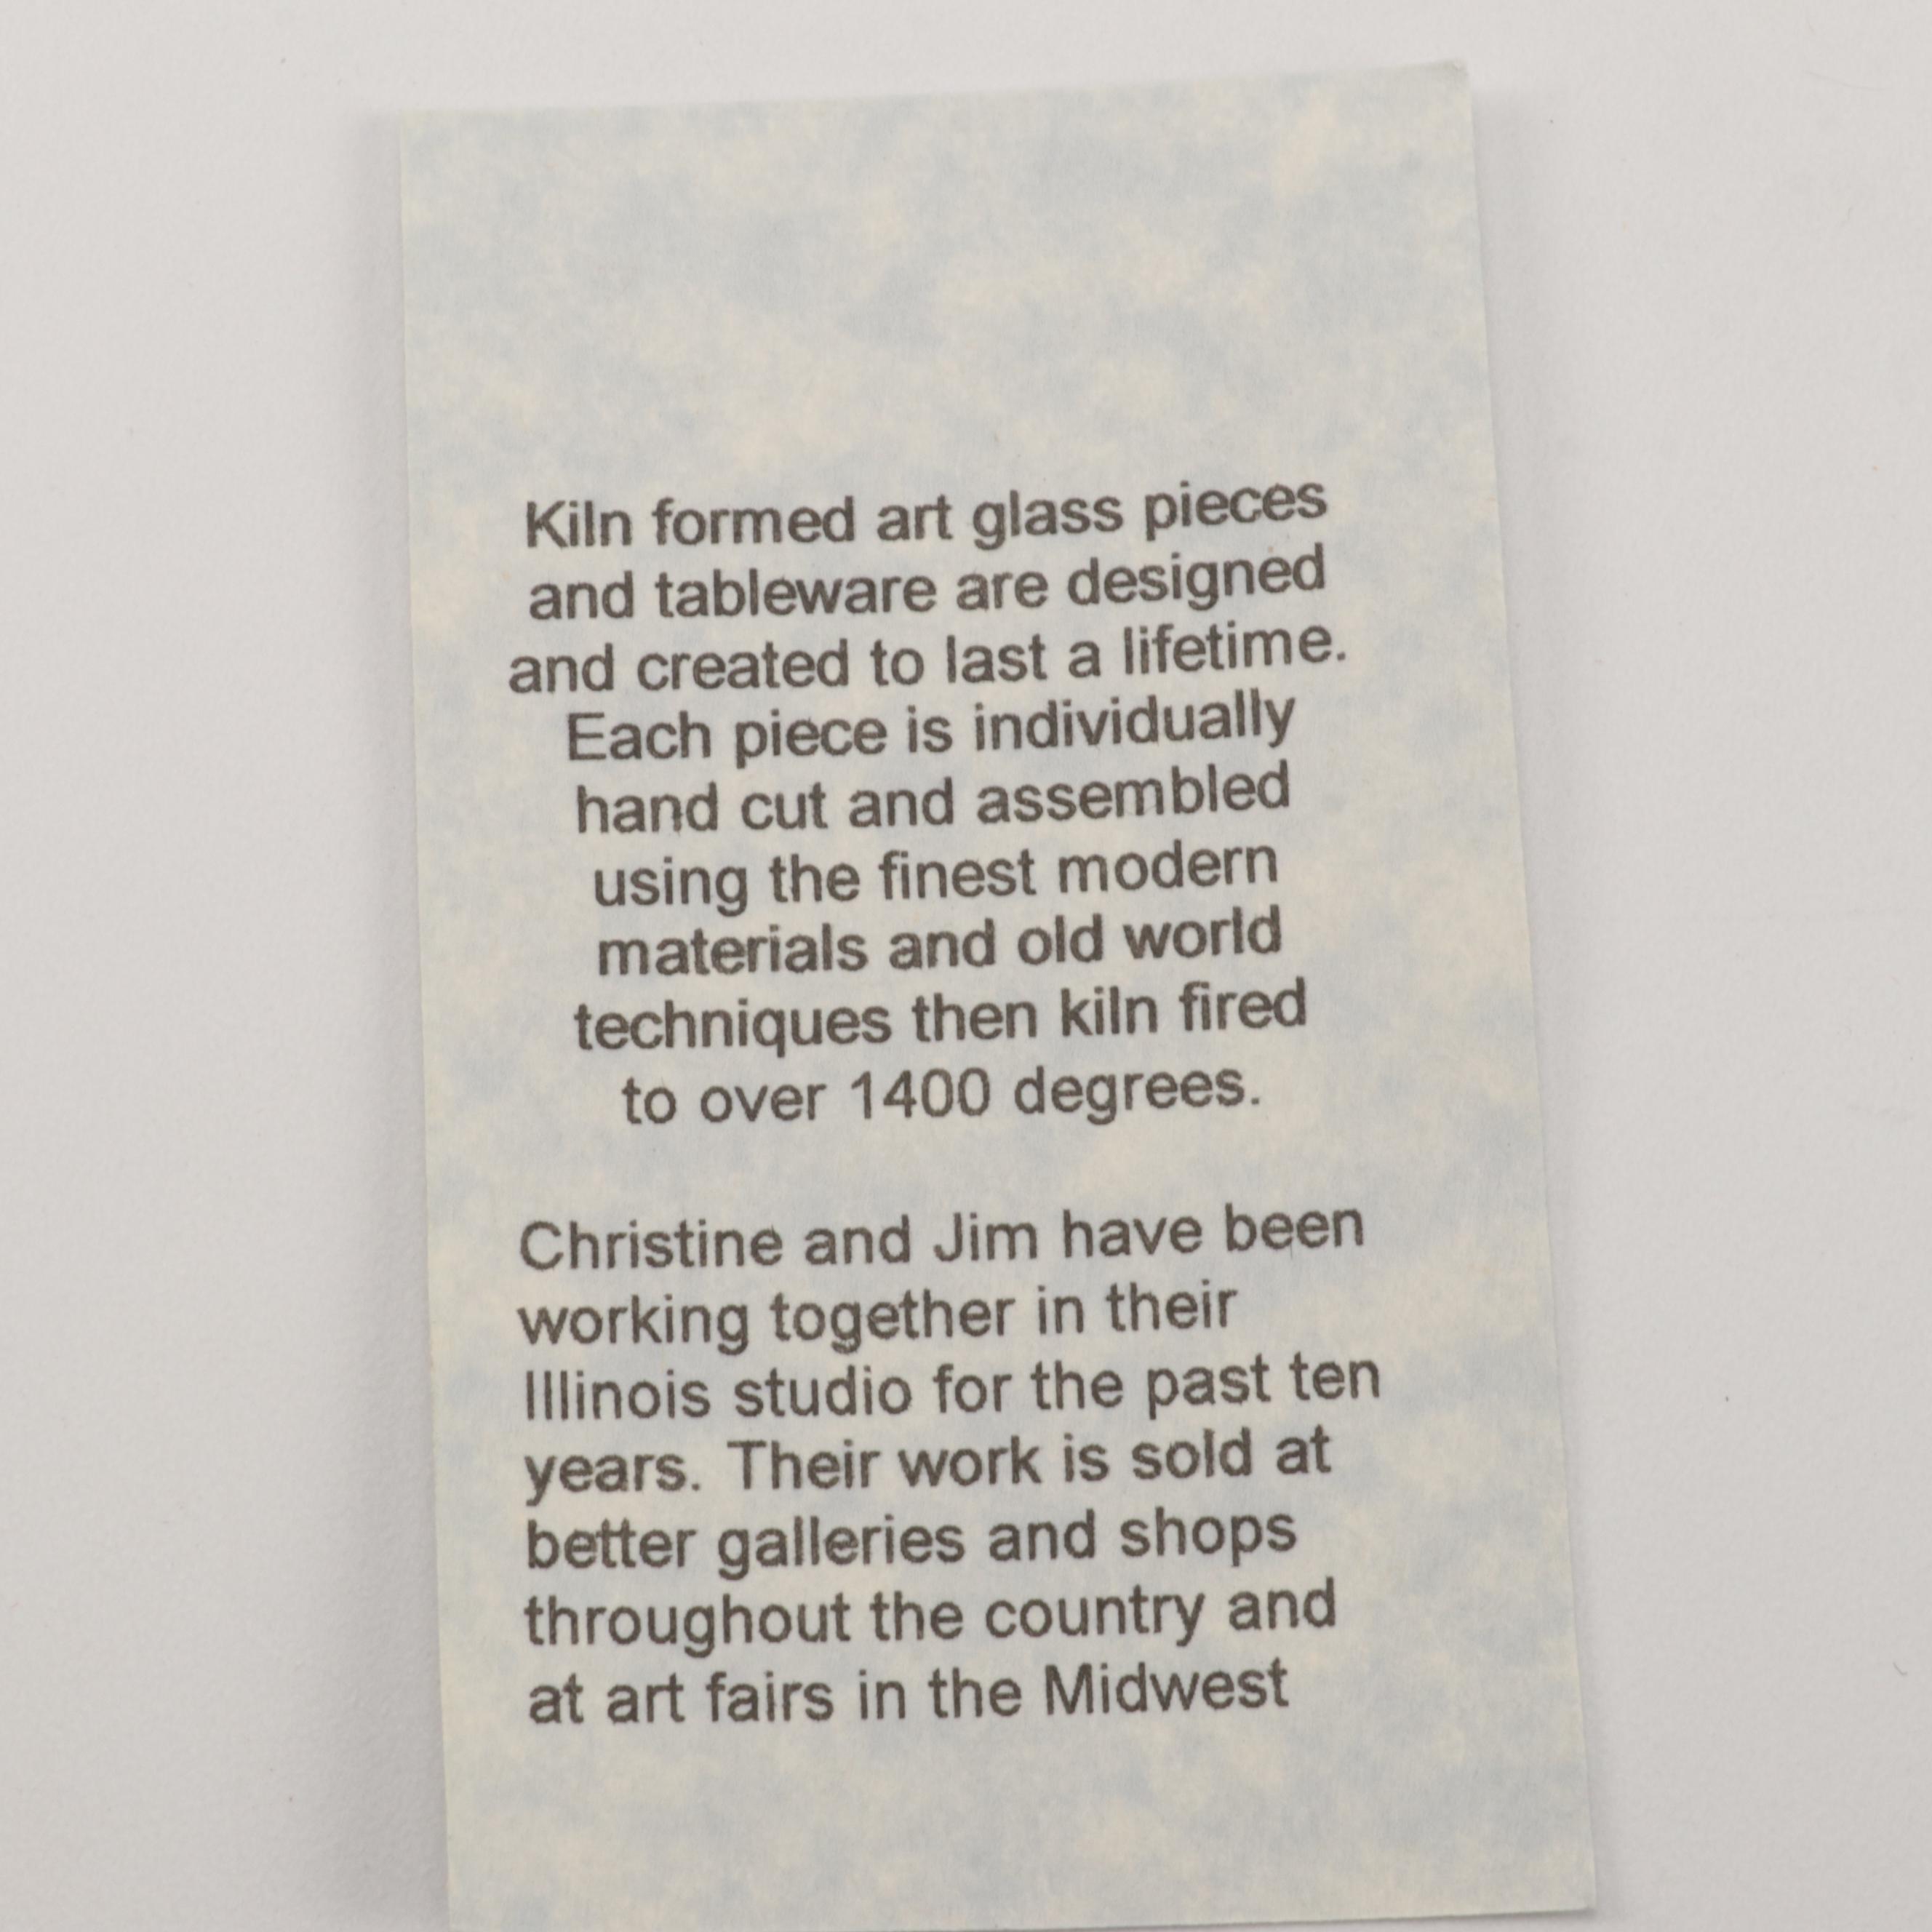 Kiln formed art glass pieces
and tableware are designed
and created to last a lifetime.
Each piece is individually
hand cut and assembled
using the finest modern
materials and old world
techniques then kiln fired
to over 1400 degrees.
Christine and Jim have been
working together in their
Illinois studio for the past ten
years. Their work is sold at
better galleries and shops
throughout the country and
at art fairs in the Midwest